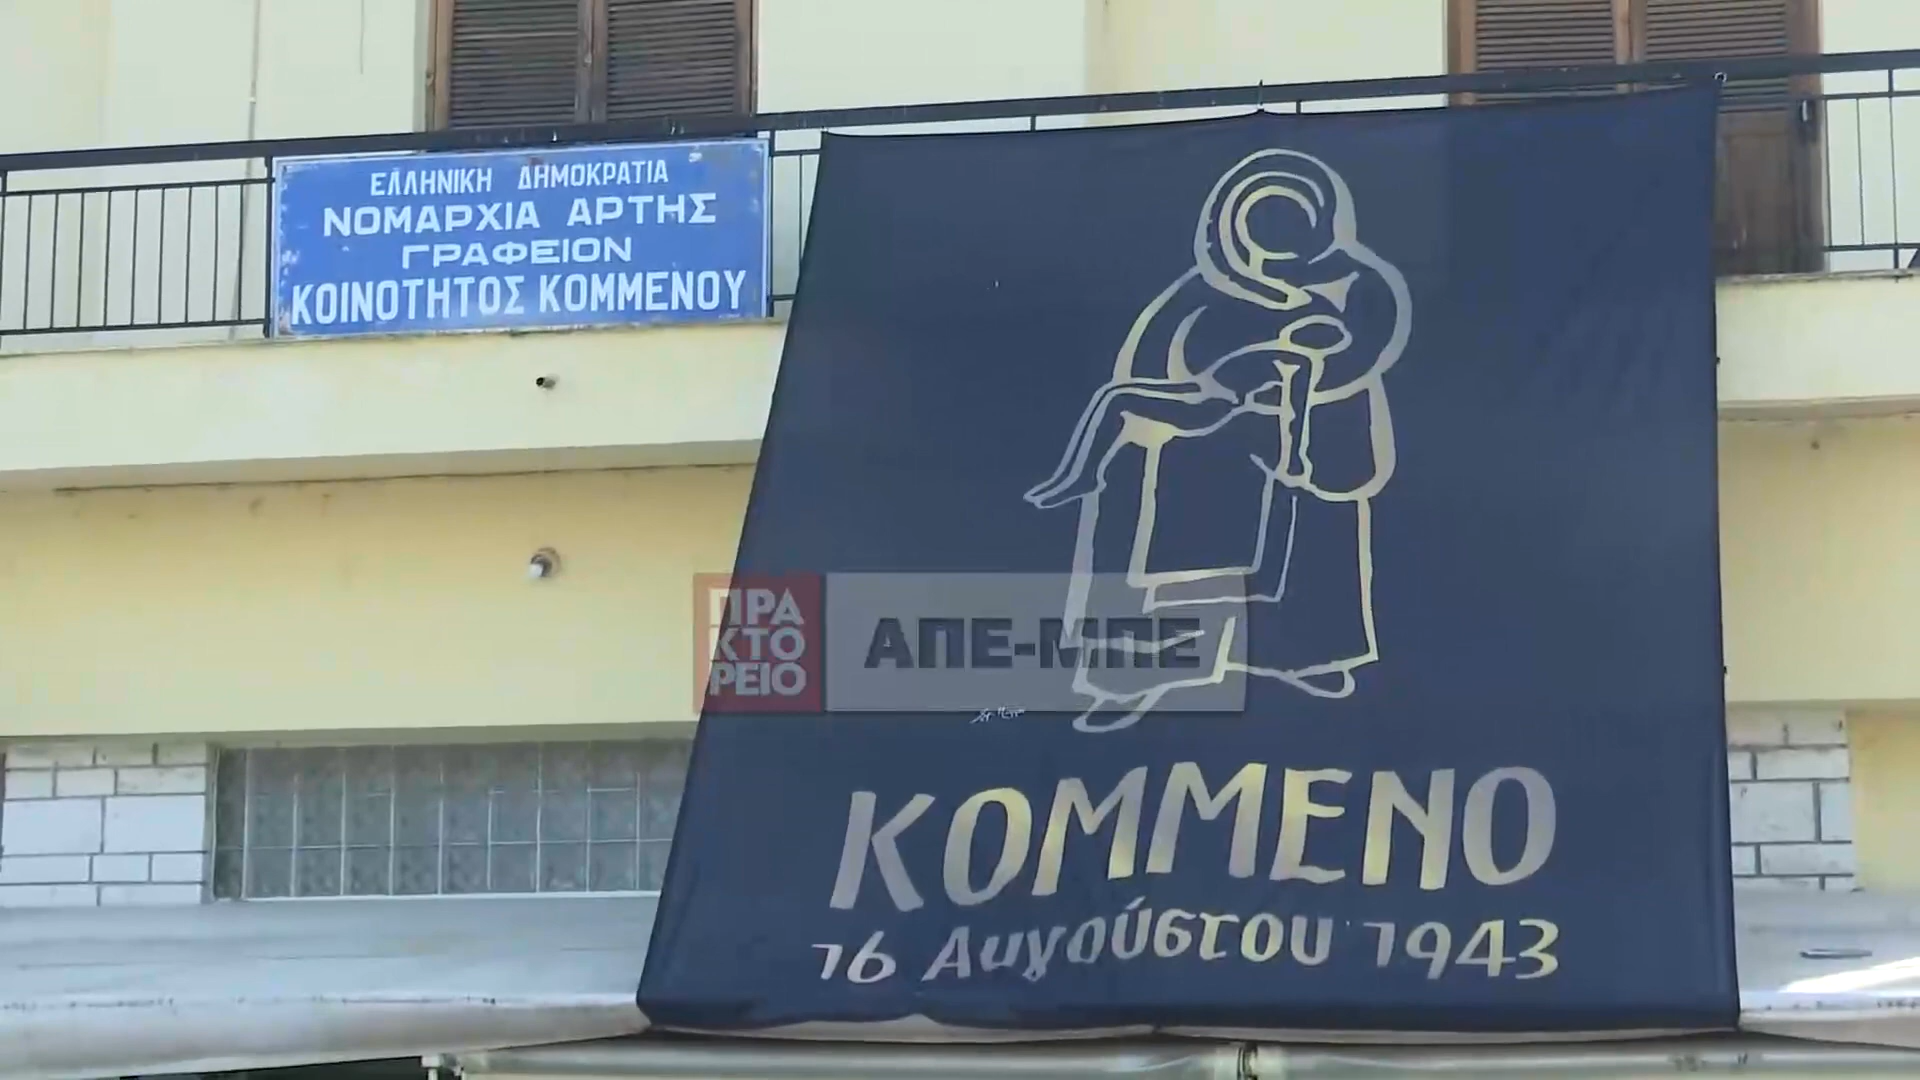 ΕΛΛΗΝΙΚΗ ΔΗΜΟΚΡΑΤΙΑ
ΝΟΜΑΡΧΙΑ ΑΡΤΗΣ
ΓΡΑΦΕΙΟΝ
ΚΟΙΝΟΤΗΤΟΣ ΚΟΜΜΕΝΟΥ
ΠΡΑ
ΚΤΟ
ΡΕΙΟ
ΑΠΕ-ΜΠΕ
ΚΟΜΜΕΝΟ
16 Αυγούστου 1943